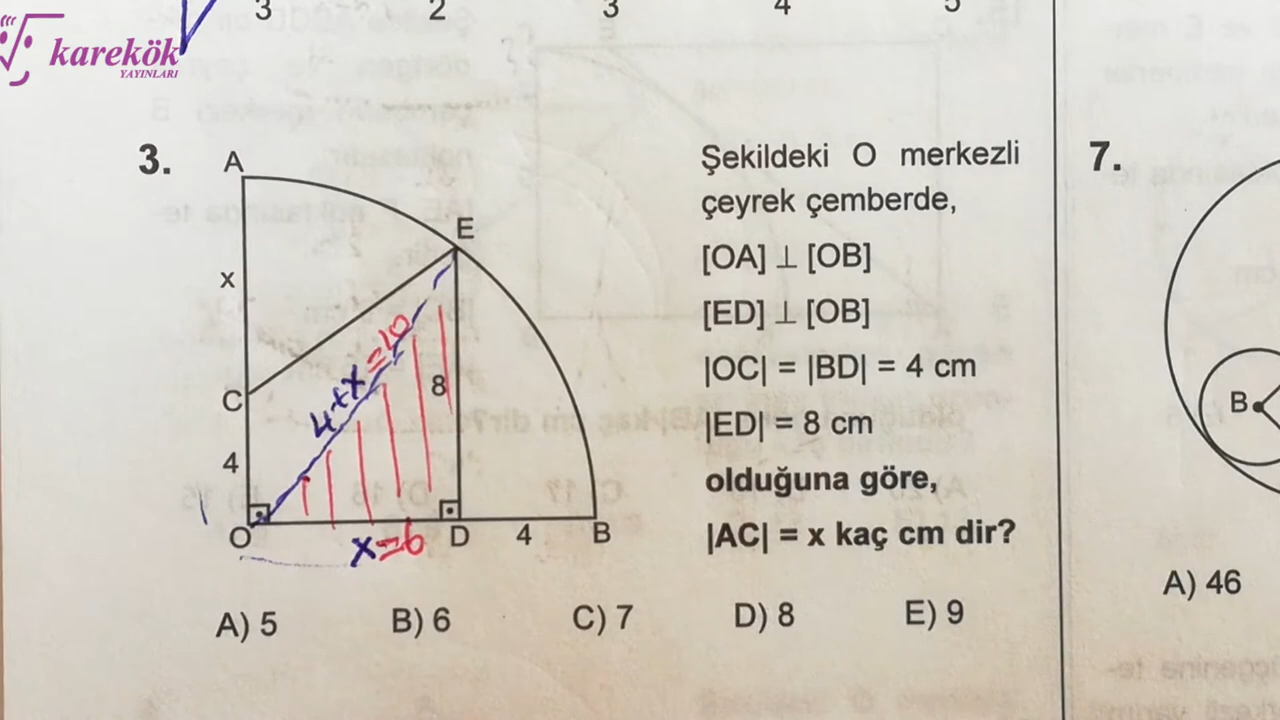 3 2 3 4 5
karekök
YAYINLARI
3.
A
E
x
C
4
O
D
4
B
8
4+x=10
x=6
Şekildeki O merkezli
çeyrek çemberde,
[OA] ⊥ [OB]
[ED] ⊥ [OB]
|OC| = |BD| = 4 cm
|ED| = 8 cm
olduğuna göre,
|AC| = x kaç cm dir?
A) 5 B) 6 C) 7 D) 8 E) 9
7.
B
A) 46